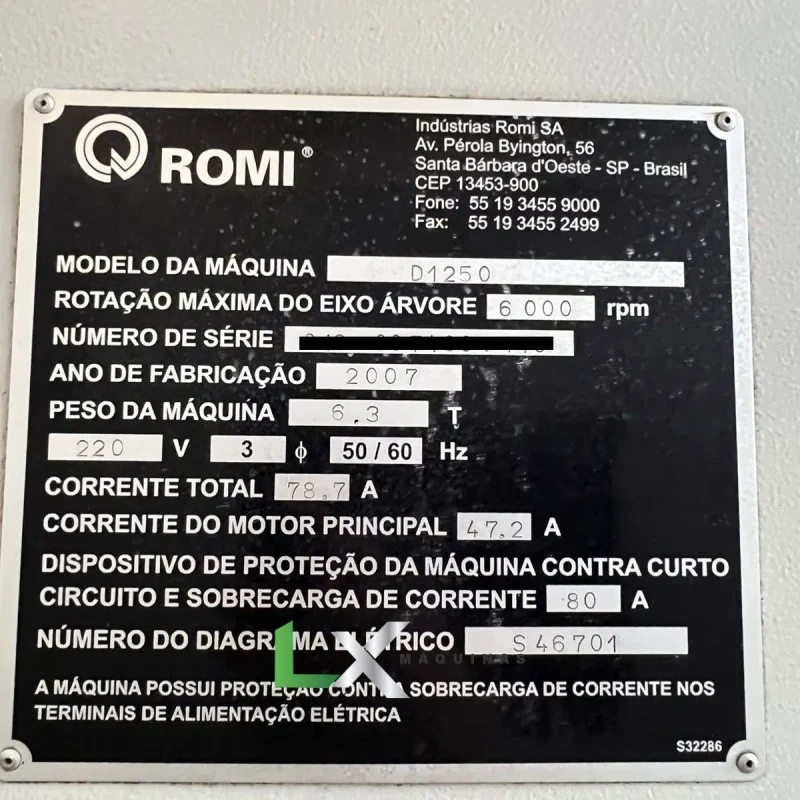 ROMI®
Indústrias Romi SA
Av. Pérola Byington, 56
Santa Bárbara d'Oeste - SP - Brasil
CEP 13453-900
Fone: 55 19 3455 9000
Fax: 55 19 3455 2499
MODELO DA MÁQUINA D1250
ROTAÇÃO MÁXIMA DO EIXO ÁRVORE 6 000 rpm
NÚMERO DE SÉRIE
ANO DE FABRICAÇÃO 2007
PESO DA MÁQUINA 6.3 T
220 V 3 ϕ 50 / 60 Hz
CORRENTE TOTAL 78,7 A
CORRENTE DO MOTOR PRINCIPAL 47.2 A
DISPOSITIVO DE PROTEÇÃO DA MÁQUINA CONTRA CURTO
CIRCUITO E SOBRECARGA DE CORRENTE 80 A
NÚMERO DO DIAGRAMA ELÉTRICO S46701
LX MÁQUINAS
A MÁQUINA POSSUI PROTEÇÃO CONTRA SOBRECARGA DE CORRENTE NOS
TERMINAIS DE ALIMENTAÇÃO ELÉTRICA
S32286